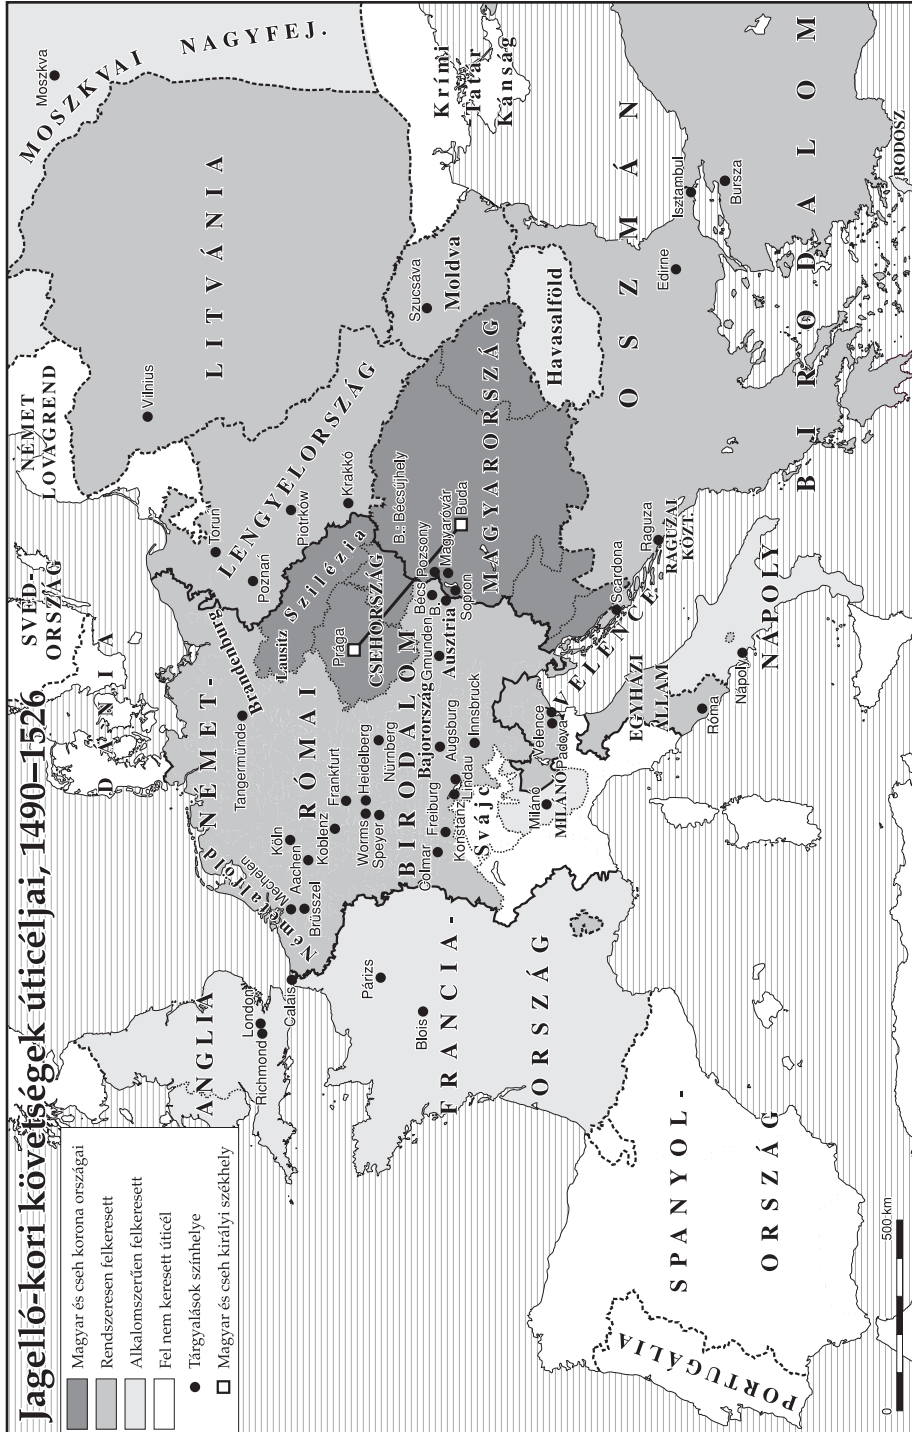 Jagelló-kori követségek úticéljai, 1490–1526
Magyar és cseh korona országai
Rendszeresen felkeresett
Alkalomszerűen felkeresett
Fel nem keresett úticél
Tárgyalások színhelye
Magyar és cseh királyi székhely
0
500 km
ANGLIA
London
Richmond
Calais
SVÉD-
ORSZÁG
DÁNIA
NÉMET
LOVAGREND
MOSZKVAI NAGYFEJ.
Moszkva
LITVÁNIA
Vilnius
LENGYELORSZÁG
Toruń
Poznań
Piotrków
Krakkó
NÉMET-
RÓMAI
BIRODALOM
Brandenburg
Tangermünde
Németalföld
Mechelen
Brüsszel
Aachen
Köln
Koblenz
Frankfurt
Worms
Heidelberg
Speyer
Nürnberg
Bajorország
Augsburg
Freiburg
Colmar
Konstanz
Lindau
Innsbruck
Gmunden
Ausztria
Bécs
B.
B.: Bécsújhely
Lausitz
Szilézia
CSEHORSZÁG
Prága
MAGYARORSZÁG
Pozsony
Magyaróvár
Buda
Sopron
Szucsáva
Moldva
Havasalföld
Krími
-Tatár
Kánság
OSZMÁN
BIRODALOM
Isztambul
Bursza
Edirne
RODOSZ
FRANCIA-
ORSZÁG
Párizs
Blois
Svájc
MILÁNÓ
Milánó
Velence
Padova
VELENCE
Scardona
Raguza
RAGUZAI
KÖZT.
EGYHÁZI
ÁLLAM
Róma
NÁPOLY
Nápoly
SPANYOL-
ORSZÁG
PORTUGÁLIA